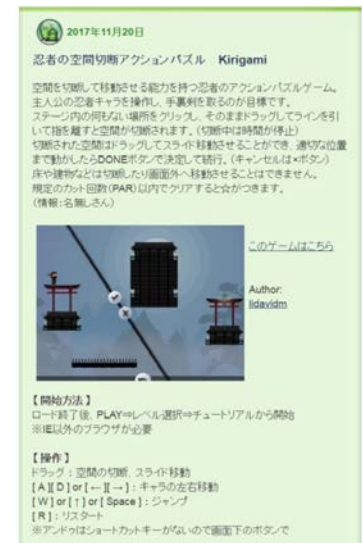 2017年11月20日
忍者の空間切断アクションパズル　Kirigami
空間を切断して移動させる能力を持つ忍者のアクションパズルゲーム。
主人公の忍者キャラを操作し、手裏剣を取るのが目標です。
ステージ内の何もない場所をクリックし、そのままドラッグしてラインを引
いて指を離すと空間が切断されます。（切断中は時間が停止）
切断された空間はドラッグしてスライド移動させることができ、適切な位置
まで動かしたらDONEボタンで決定して続行。（キャンセルは×ボタン）
床や建物などは切断したり画面外へ移動させることはできません。
規定のカット回数(PAR)以内でクリアすると☆がつきます。
（情報：名無しさん）
このゲームはこちら
Author:
lidavidm
【開始方法】
ロード終了後、PLAY⇒レベル選択⇒チュートリアルから開始
※IE以外のブラウザが必要
【操作】
ドラッグ：空間の切断、スライド移動
[ A ][ D ] or [ ← ][ → ]：キャラの左右移動
[ W ] or [ ↑ ] or [ Space ]：ジャンプ
[ R ]：リスタート
※アンドゥはショートカットキーがないので画面下のボタンで